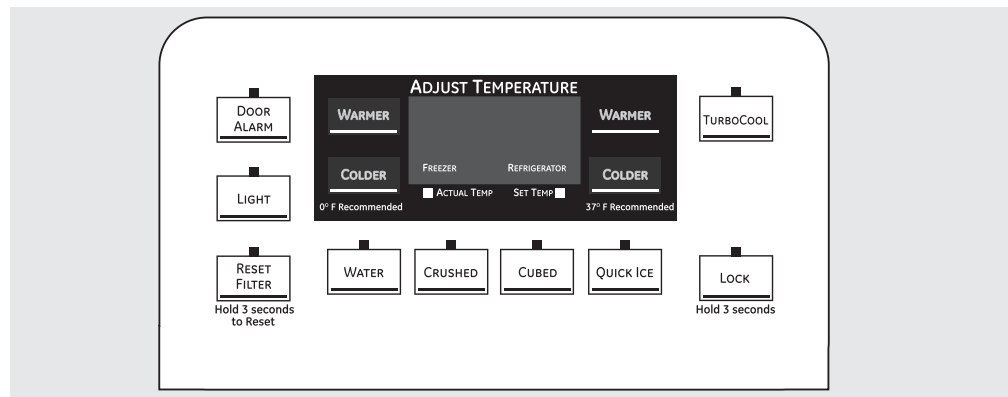 ADJUST TEMPERATURE
DOOR
ALARM
WARMER
WARMER
TURBOCOOL
FREEZER
REFRIGERATOR
COLDER
COLDER
LIGHT
ACTUAL TEMP
SET TEMP
0° F Recommended
37° F Recommended
RESET
FILTER
WATER
CRUSHED
CUBED
QUICK ICE
LOCK
Hold 3 seconds
to Reset
Hold 3 seconds